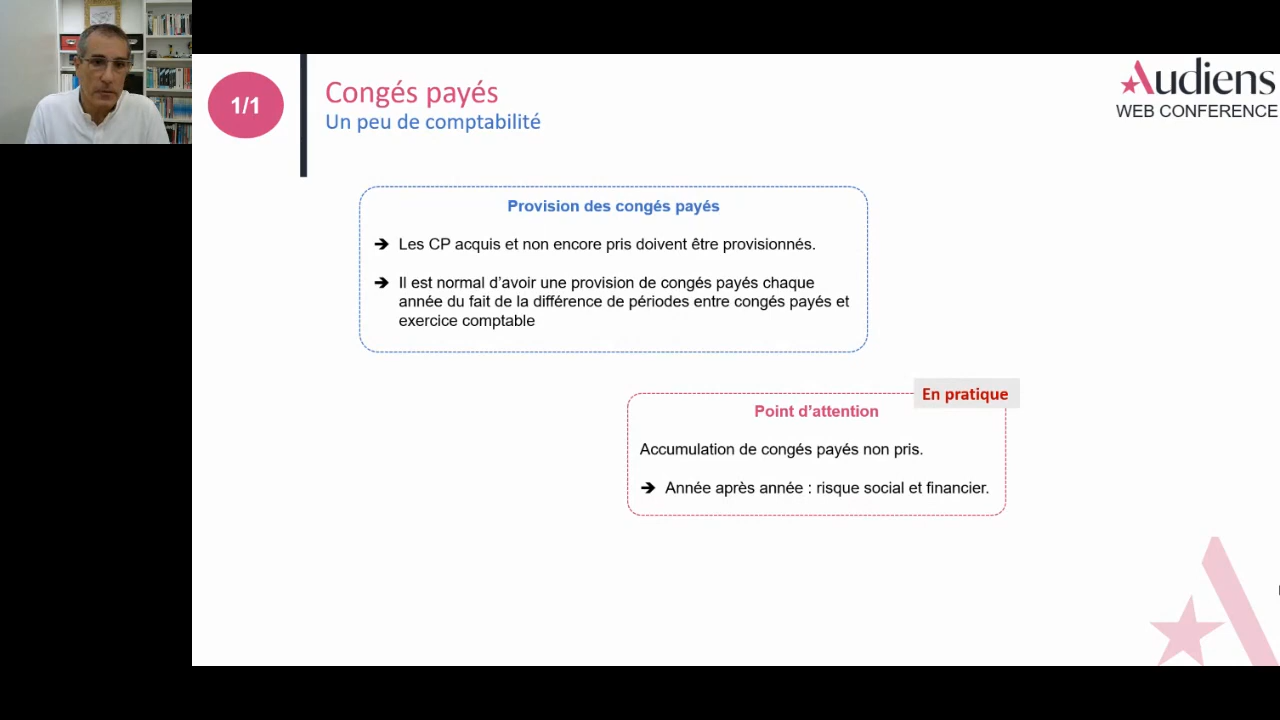 1/1
Congés payés
Un peu de comptabilité
Audiens
WEB CONFERENCE
Provision des congés payés
➔ Les CP acquis et non encore pris doivent être provisionnés.
➔ Il est normal d’avoir une provision de congés payés chaque
année du fait de la différence de périodes entre congés payés et
exercice comptable
En pratique
Point d’attention
Accumulation de congés payés non pris.
➔ Année après année : risque social et financier.